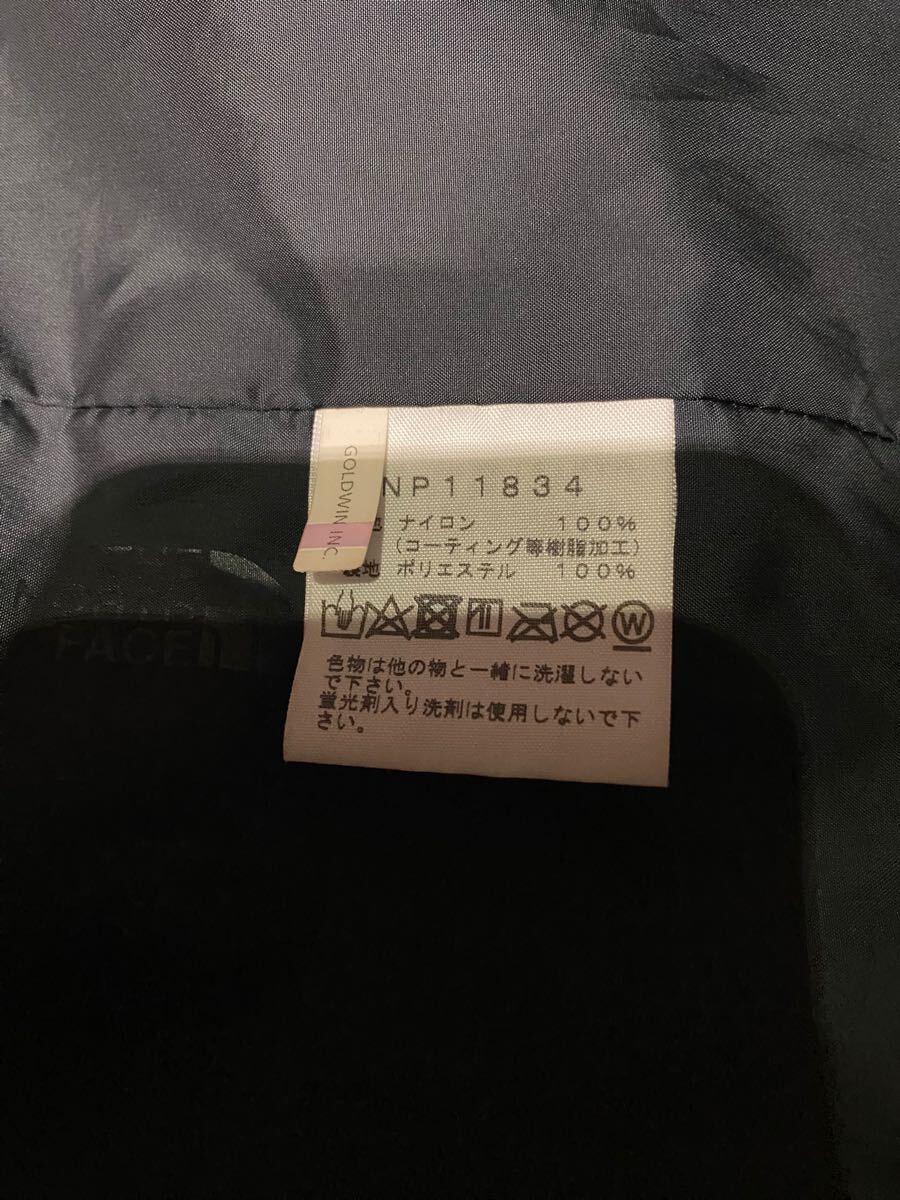 GOLDWIN INC.
NP11834
ナイロン 100%
(コーティング等樹脂加工)
裏地 ポリエステル 100%
W
色物は他の物と一緒に洗濯しない
で下さい。
蛍光剤入り洗剤は使用しないで下
さい。
FACE